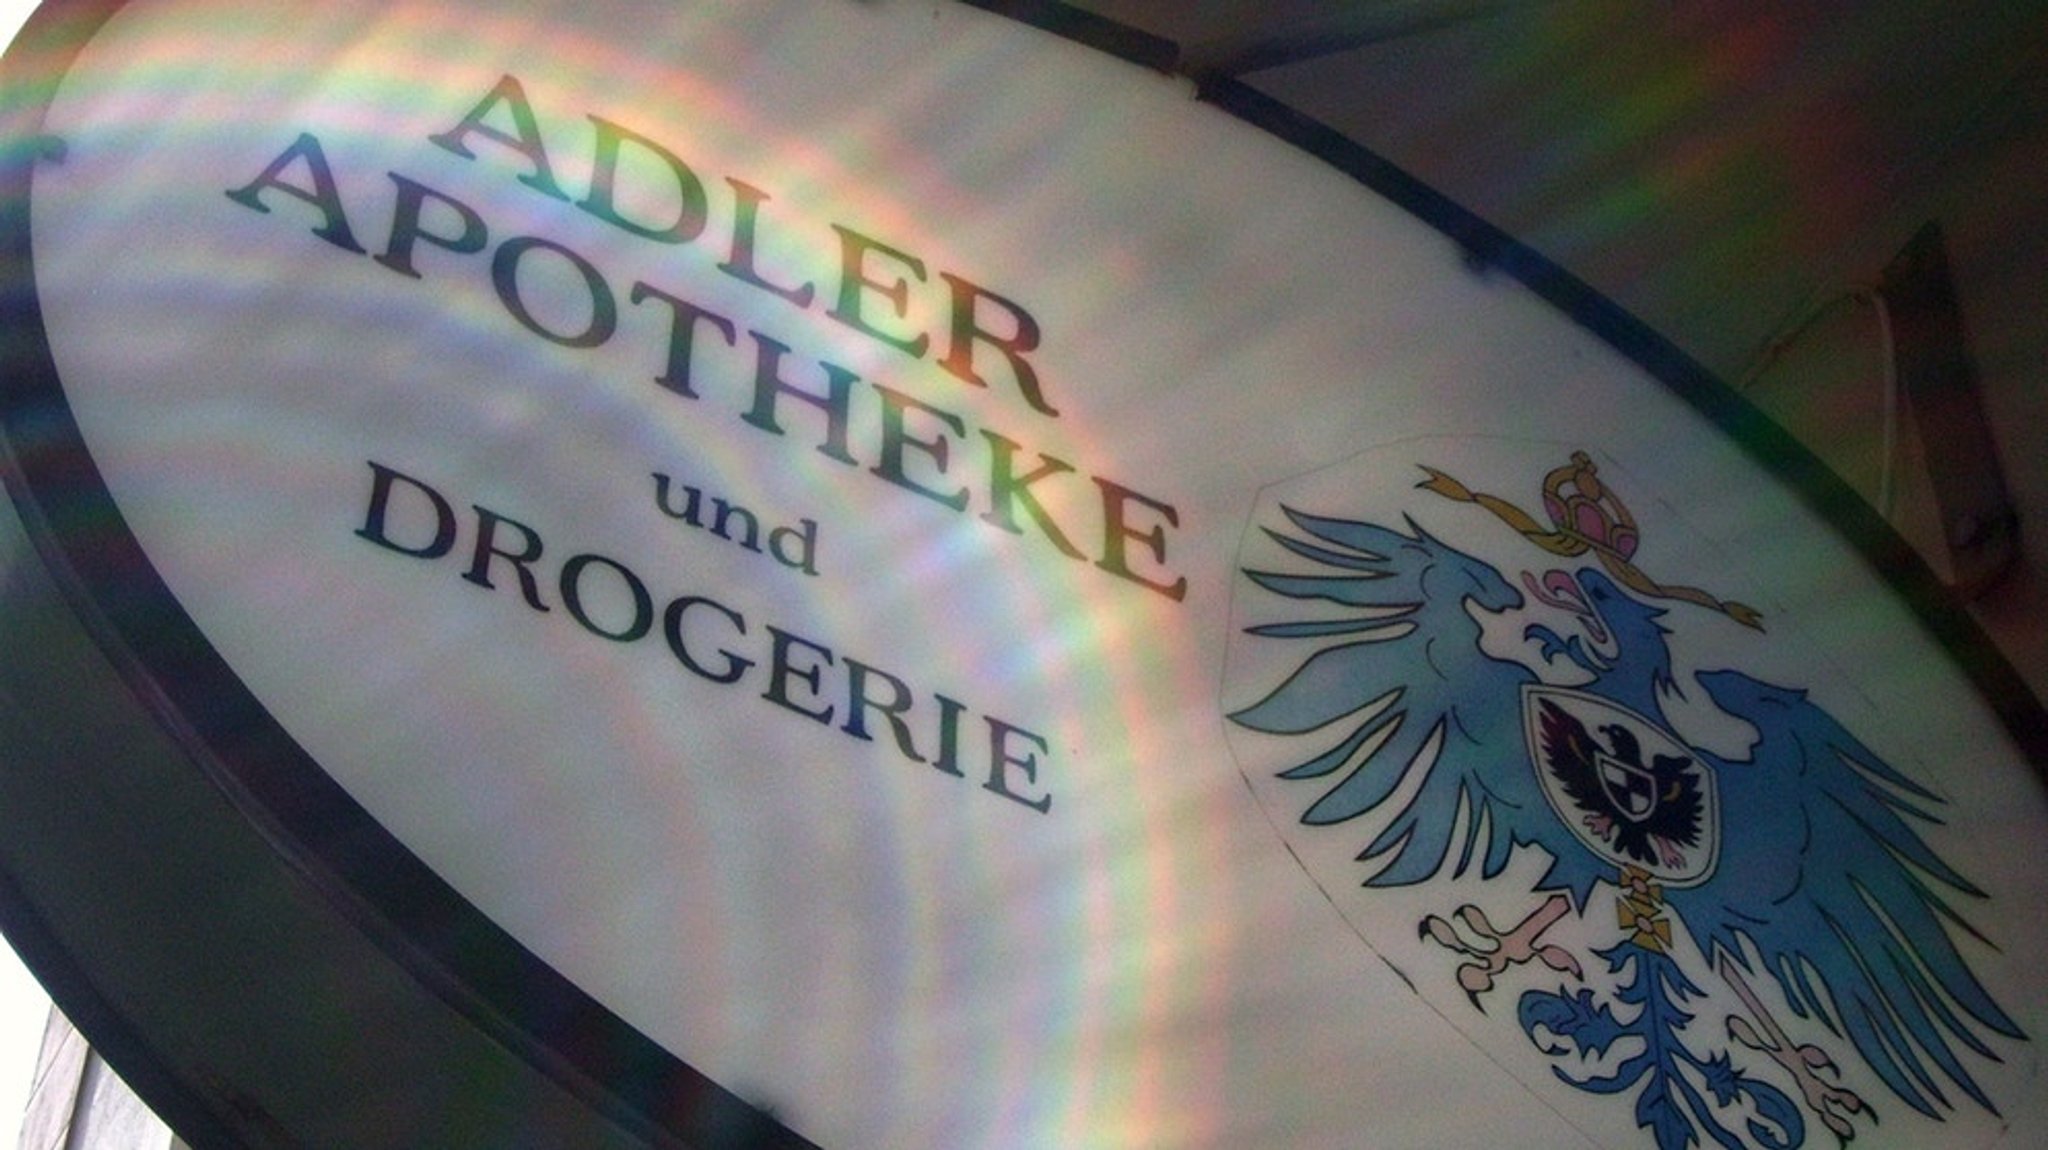 ADLER
APOTHEKE
und
DROGERIE